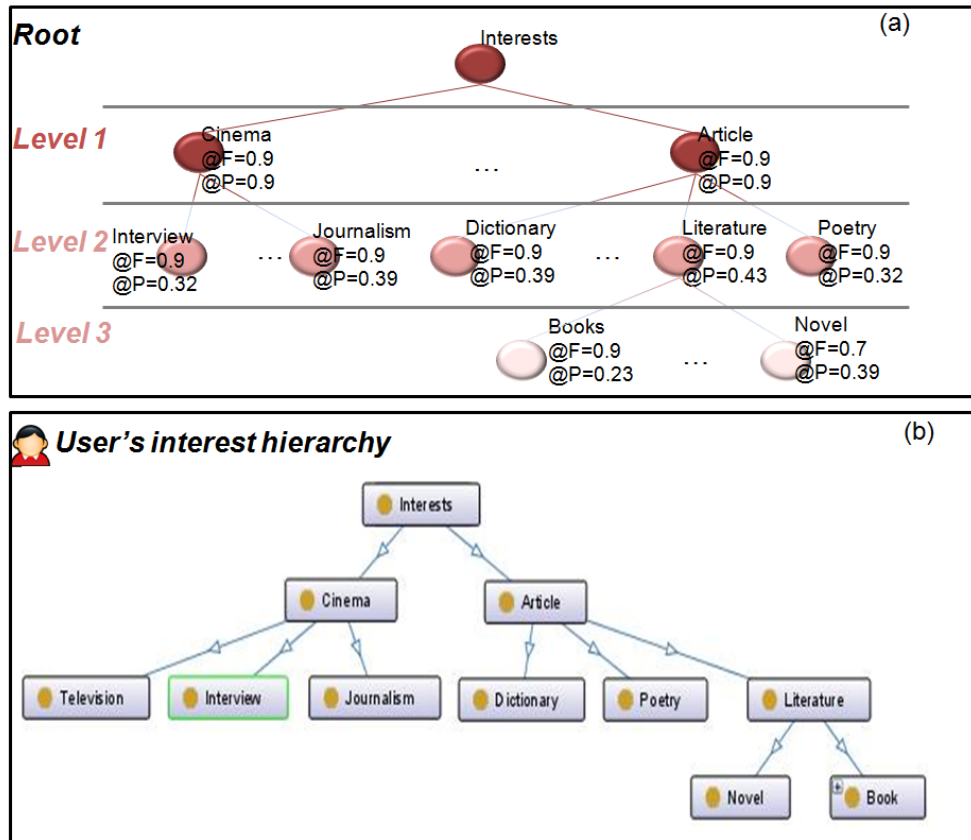 Root
(a)
Interests
Level 1
Cinema
@F=0.9
@P=0.9
...
Article
@F=0.9
@P=0.9
Level 2
Interview
@F=0.9
@P=0.32
...
Journalism
@F=0.9
@P=0.39
Dictionary
@F=0.9
@P=0.39
...
Literature
@F=0.9
@P=0.43
Poetry
@F=0.9
@P=0.32
Level 3
Books
@F=0.9
@P=0.23
...
Novel
@F=0.7
@P=0.39
(b)
User's interest hierarchy
Interests
Cinema
Article
Television
Interview
Journalism
Dictionary
Poetry
Literature
Novel
Book